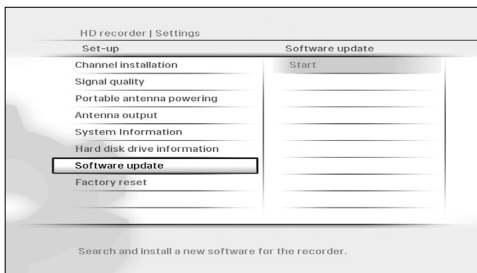 HD recorder | Settings
Set-up
Software update
Channel installation
Start
Signal quality
Portable antenna powering
Antenna output
System Information
Hard disk drive information
Software update
Factory reset
Search and install a new software for the recorder.